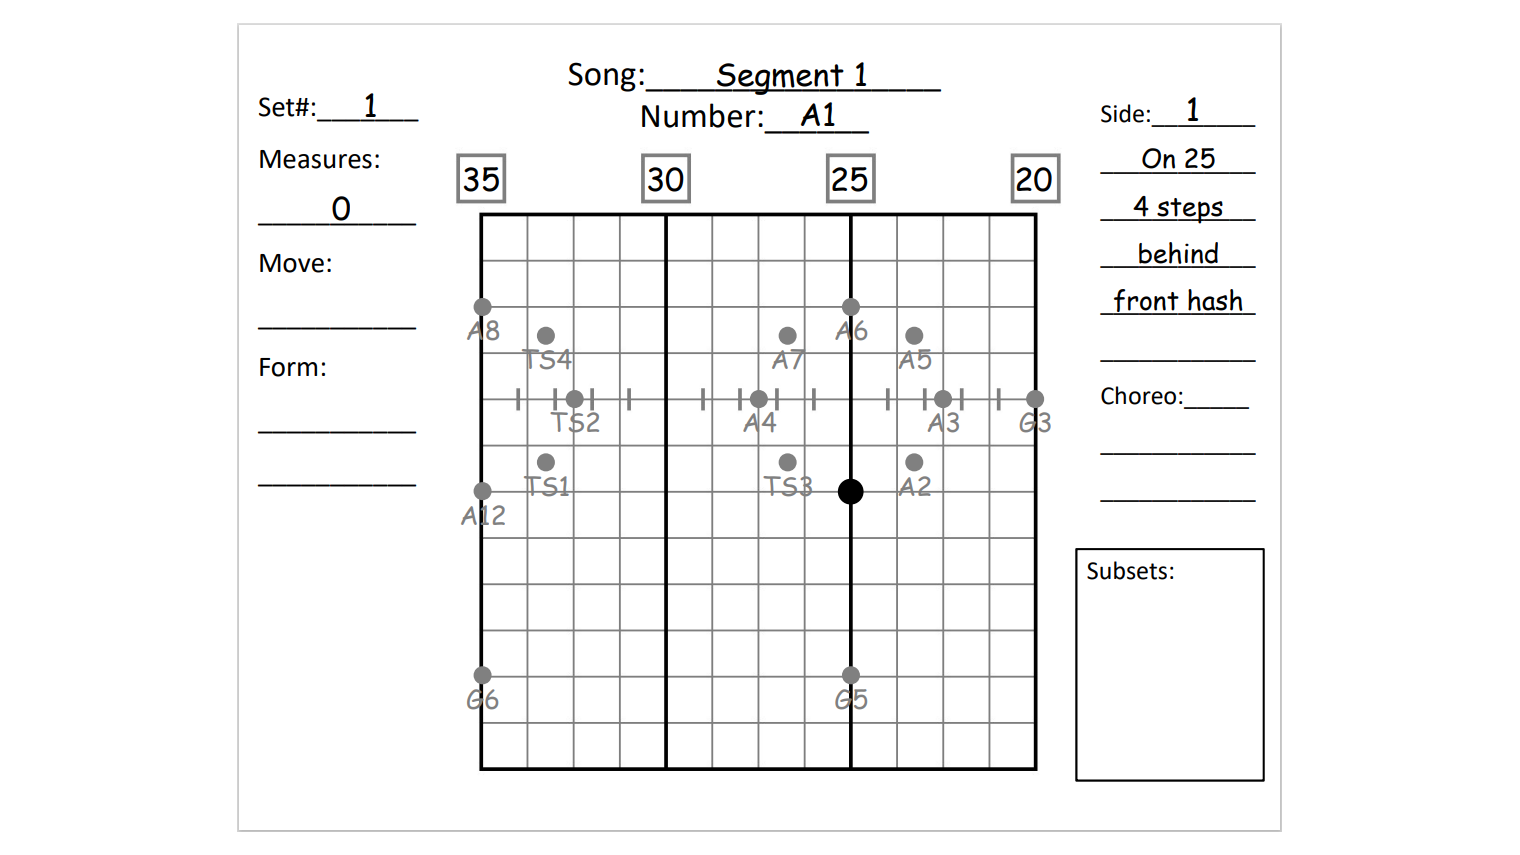 Song: Segment 1
Number: A1
Set#: 1
Measures:
0
Move:
Form:
35 30 25 20
A8 A6
TS4 A7 A5
TS2 A4 A3 G3
TS1 TS3 A2
A12
G6 G5
Side: 1
On 25
4 steps
behind
front hash
Choreo:
Subsets: